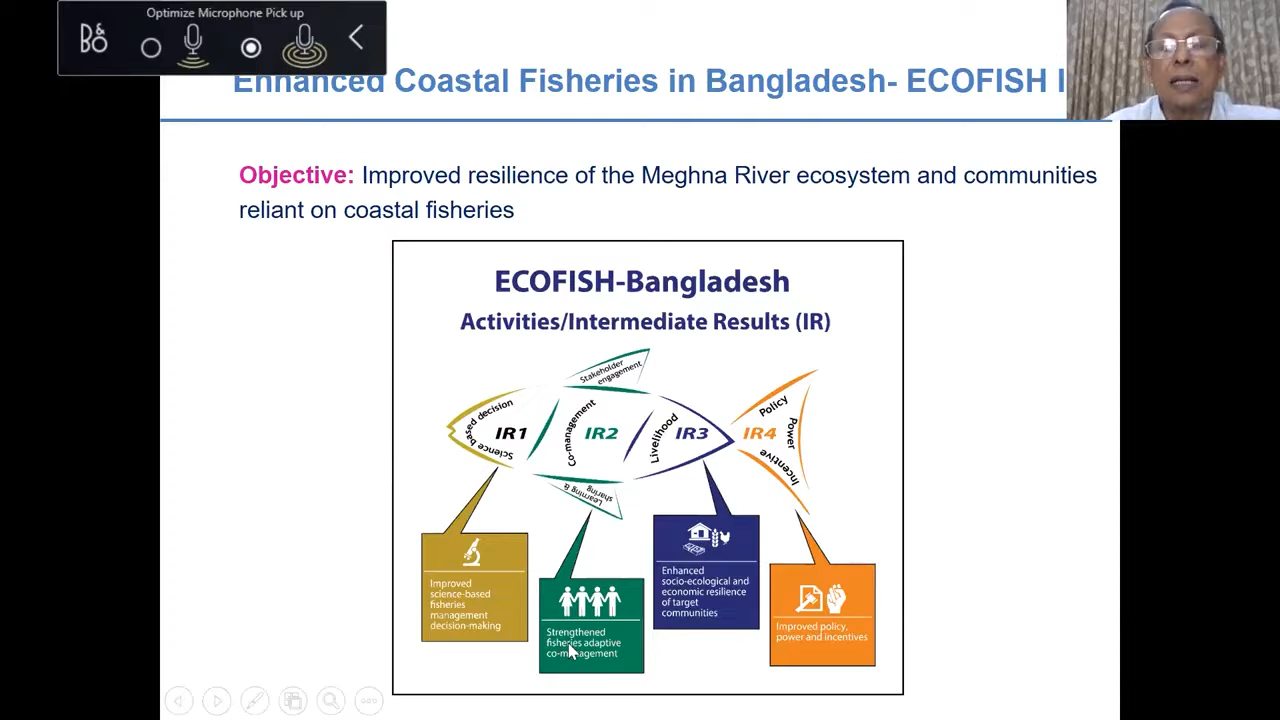 Optimize Microphone Pick up
B&O
Enhanced Coastal Fisheries in Bangladesh- ECOFISH I
Objective: Improved resilience of the Meghna River ecosystem and communities
reliant on coastal fisheries
ECOFISH-Bangladesh
Activities/Intermediate Results (IR)
Stakeholder
engagement
Science based decision
IR1
Co-management
IR2
Livelihood
IR3
IR4
Policy
Power
Incentive
Learning &
sharing
Improved
science-based
fisheries
management
decision-making
Strengthened
fisheries adaptive
co-management
Enhanced
socio-ecological and
economic resilience
of target
communities
Improved policy,
power and incentives